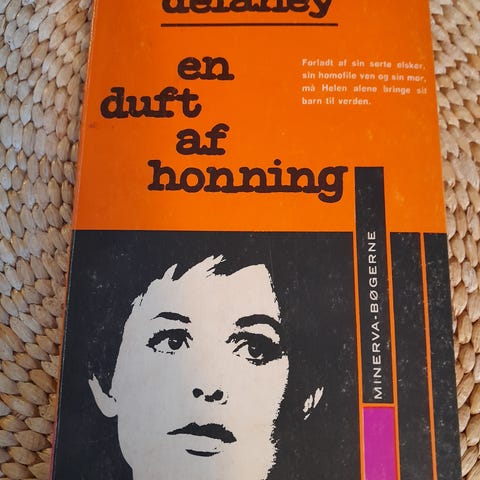 delaney
en
duft
af
honning
Forladt af sin sorte elsker,
sin homofile ven og sin mor,
må Helen alene bringe sit
barn til verden.
MINERVA-BØGERNE